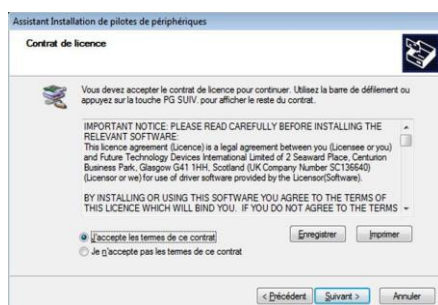 Assistant Installation de pilotes de périphériques
Contrat de licence
Vous devez accepter le contrat de licence pour continuer. Utilisez la barre de défilement ou
appuyez sur la touche PG SUIV. pour afficher le reste du contrat.
IMPORTANT NOTICE: PLEASE READ CAREFULLY BEFORE INSTALLING THE
RELEVANT SOFTWARE:
This licence agreement (Licence) is a legal agreement between you (Licensee or you)
and Future Technology Devices International Limited of 2 Seaward Place, Centurion
Business Park, Glasgow G41 1HH, Scotland (UK Company Number SC136640)
(Licensor or we) for use of driver software provided by the Licensor(Software).
BY INSTALLING OR USING THIS SOFTWARE YOU AGREE TO THE TERMS OF
THIS LICENCE WHICH WILL BIND YOU. IF YOU DO NOT AGREE TO THE TERMS
J'accepte les termes de ce contrat
Enregistrer
Imprimer
Je n'accepte pas les termes de ce contrat
< Précédent
Suivant >
Annuler